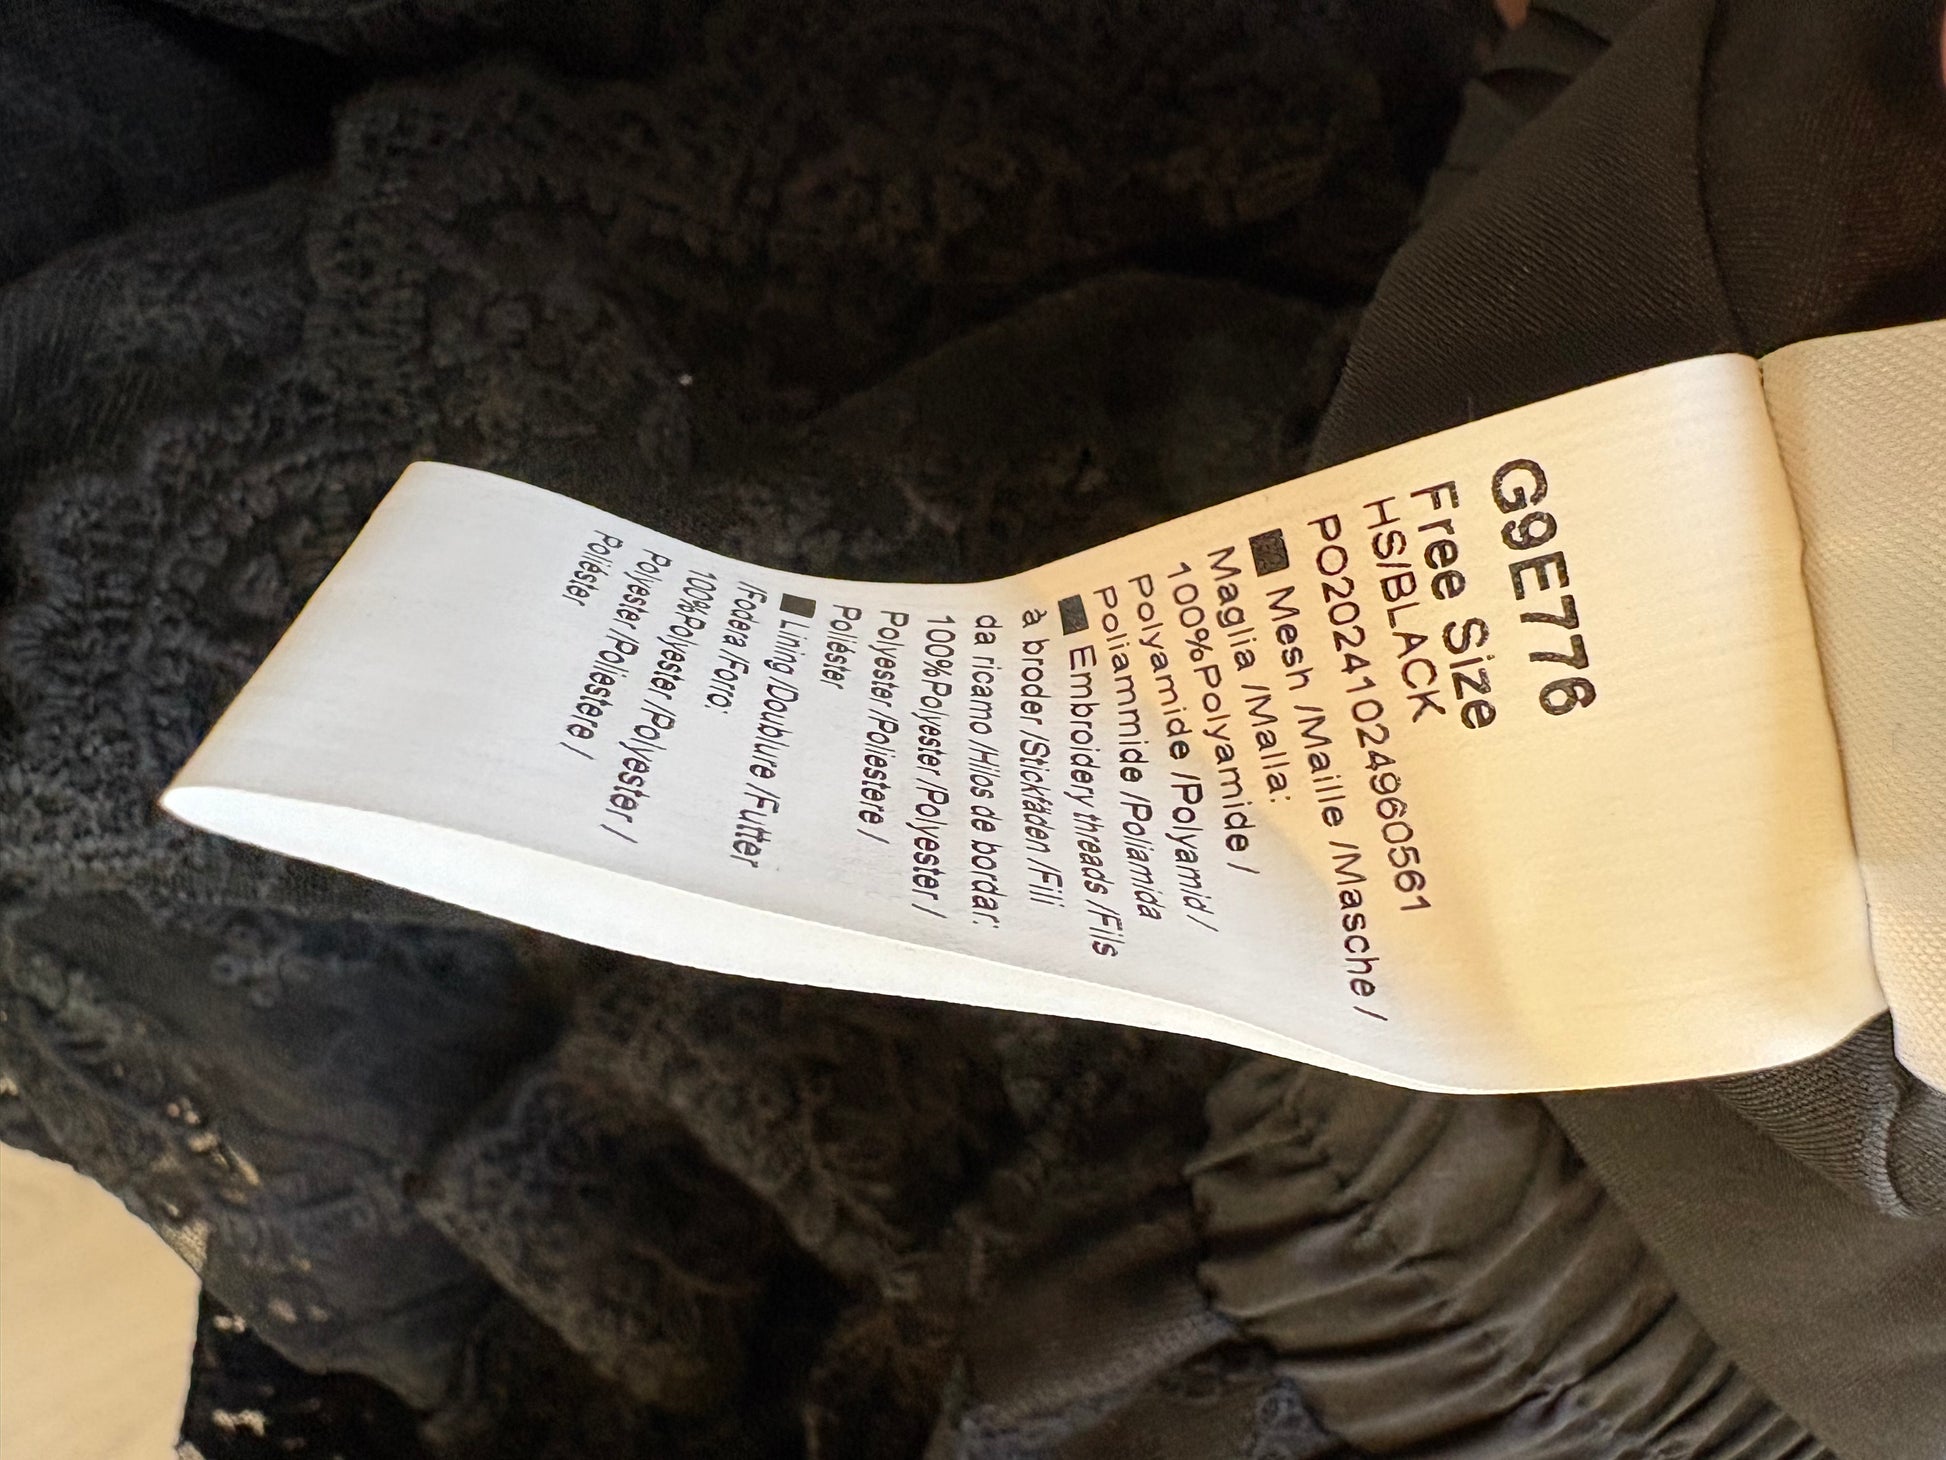 G9E776
Free Size
HS/BLACK
PO2020241024960561
■ Mesh /Maille /Masche /
Maglia /Malla:
100%Polyamide /
Polyamide /Polyamid /
Poliammide /Poliamida
■ Embroidery threads /Fils
à broder /Stickfäden /Fili
da ricamo /Hilos de bordar:
100%Polyester /Polyester /
Polyester /Poliestere /
Poliéster
■ Lining /Doublure /Futter
/Fodera /Forro:
100%Polyester /Polyester /
Polyester /Poliestere /
Poliéster